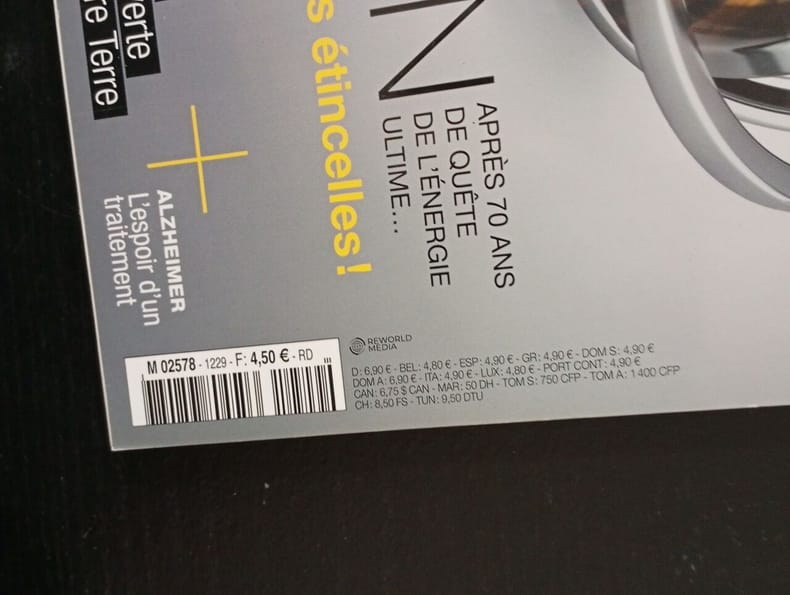 N
s étincelles!
APRÈS 70 ANS
DE QUÊTE
DE L'ÉNERGIE
ULTIME...
erte
re Terre
+
ALZHEIMER
L'espoir d'un
traitement
M 02578 - 1229 - F: 4,50 € - RD
REWORLD
MEDIA
D: 6,90 € - BEL: 4,80 € - ESP: 4,90 € - GR: 4,90 € - DOM S: 4,90 €
DOM A: 6,90 € - ITA: 4,90 € - LUX: 4,80 € - PORT CONT: 4,90 €
CAN: 6,75 $ CAN - MAR: 50 DH - TOM S: 750 CFP - TOM A: 1 400 CFP
CH: 8,50 FS - TUN: 9,50 DTU